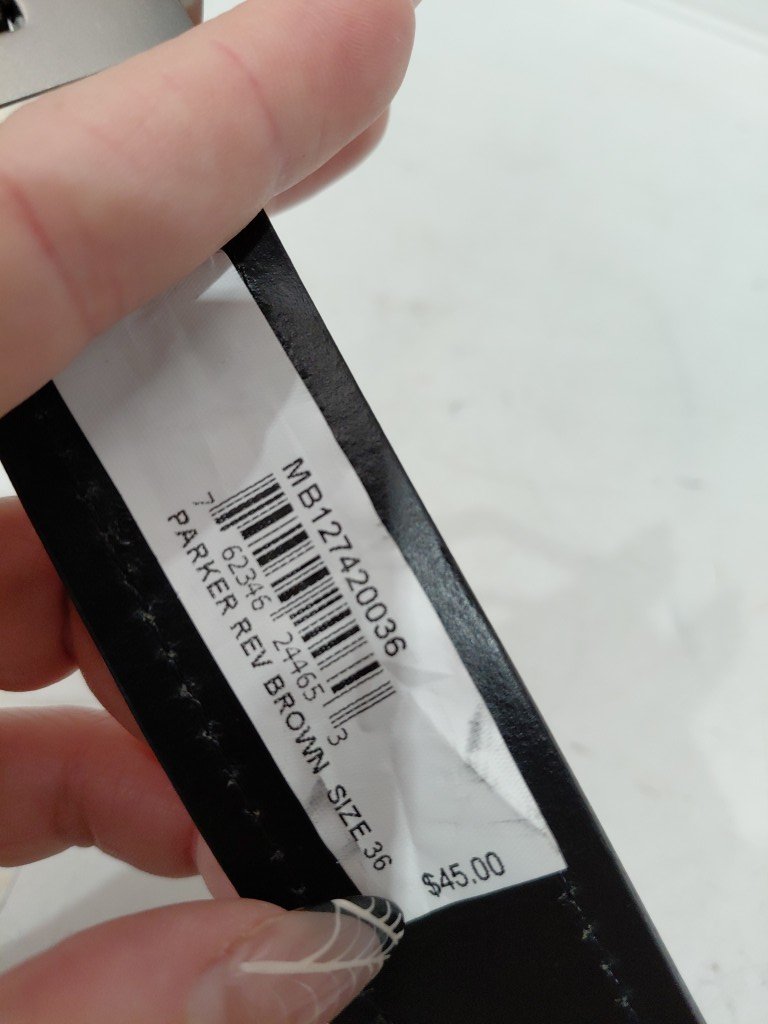 MB127420036
7 62346 24465 3
PARKER REV BROWN SIZE 36
$45.00